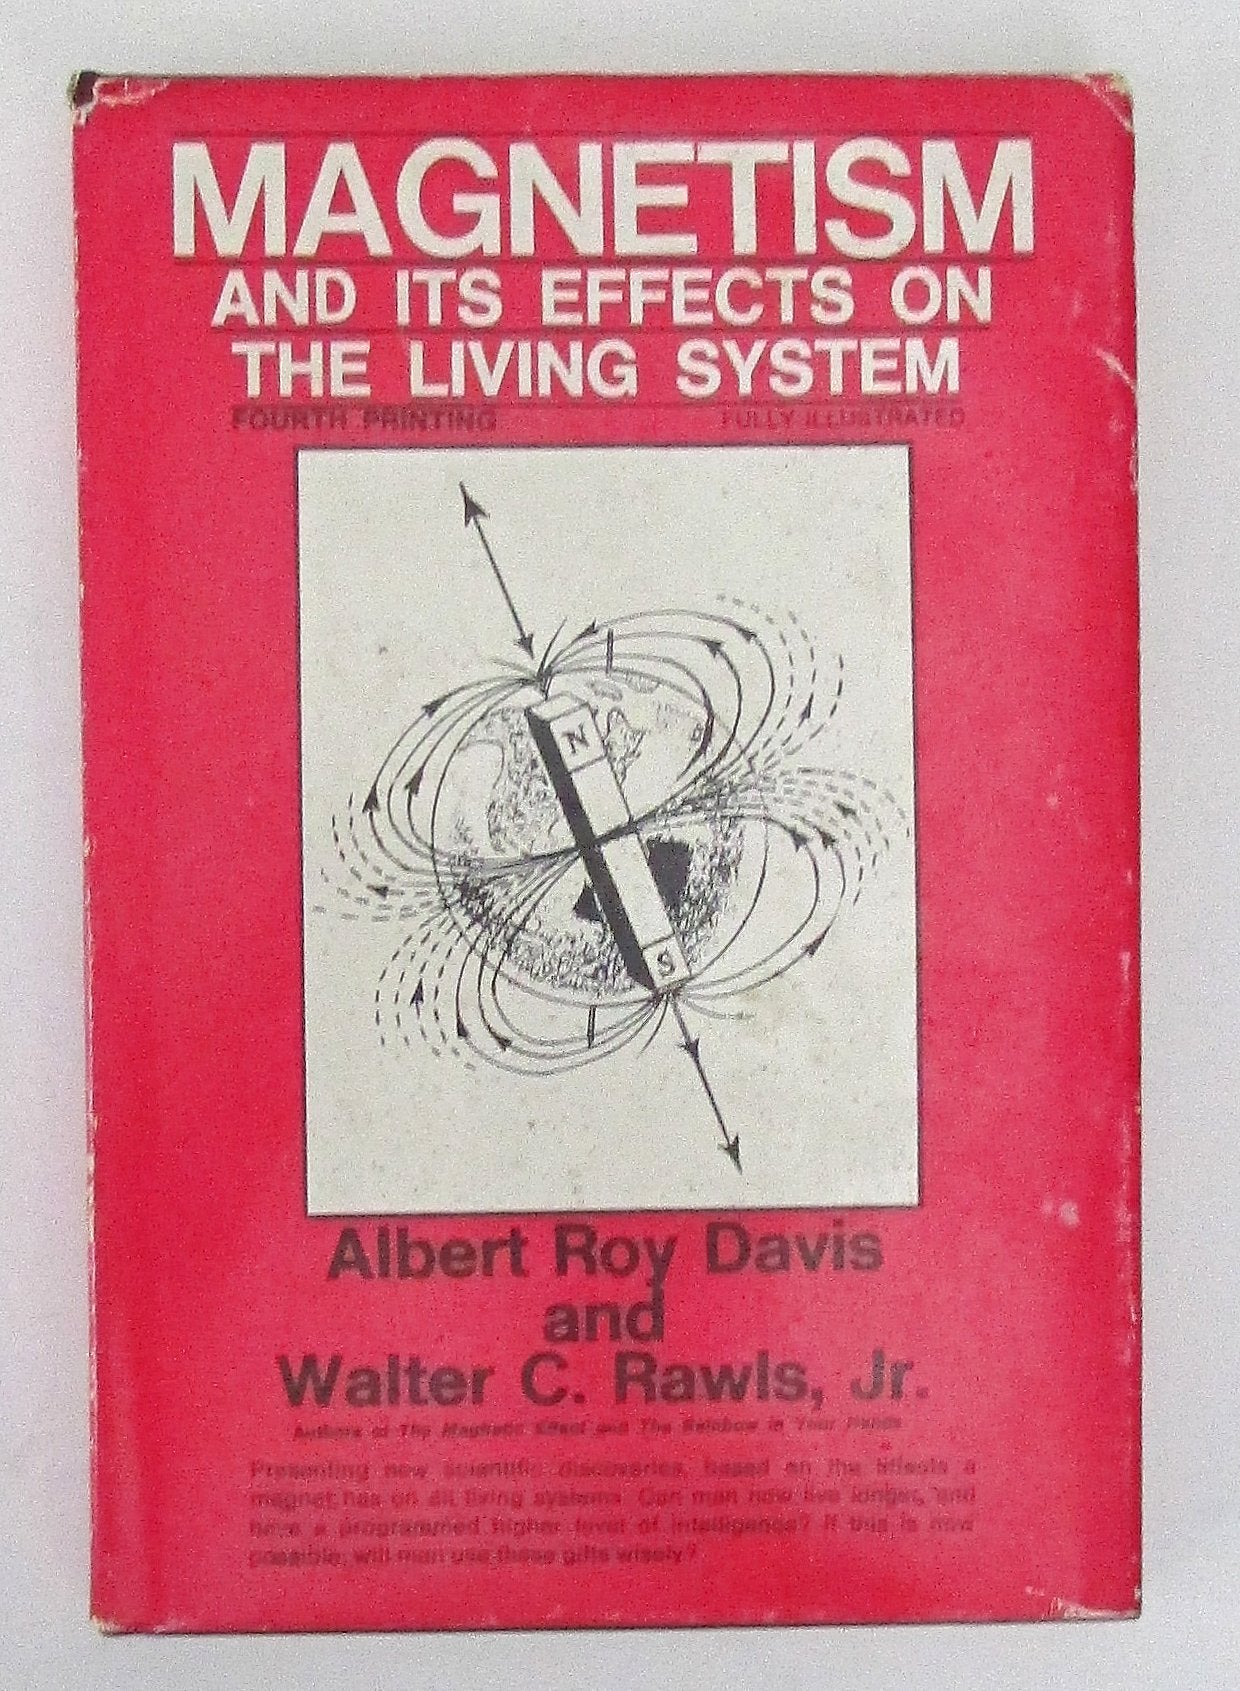 MAGNETISM
AND ITS EFFECTS ON
THE LIVING SYSTEM
FOURTH PRINTING FULLY ILLUSTRATED
N
S
Albert Roy Davis
and
Walter C. Rawls, Jr.
Authors of The Magnetic Effect and The Rainbow in Your Hands
Presenting new scientific discoveries, based on the effects a
magnet has on all living systems. Can man now live longer, and
have a programmed higher level of intelligence? If this is now
possible, will man use these gifts wisely?